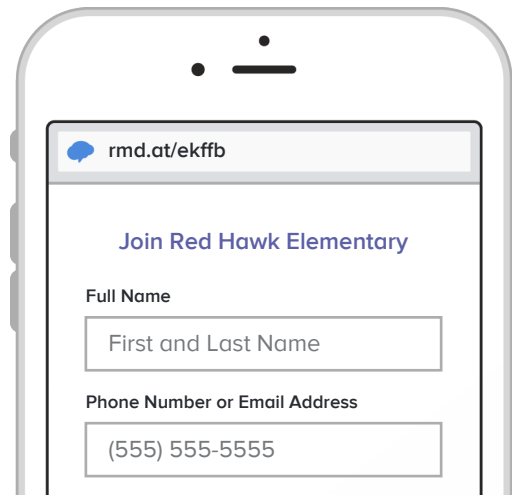 rmd.at/ekffb
Join Red Hawk Elementary
Full Name
First and Last Name
Phone Number or Email Address
(555) 555-5555